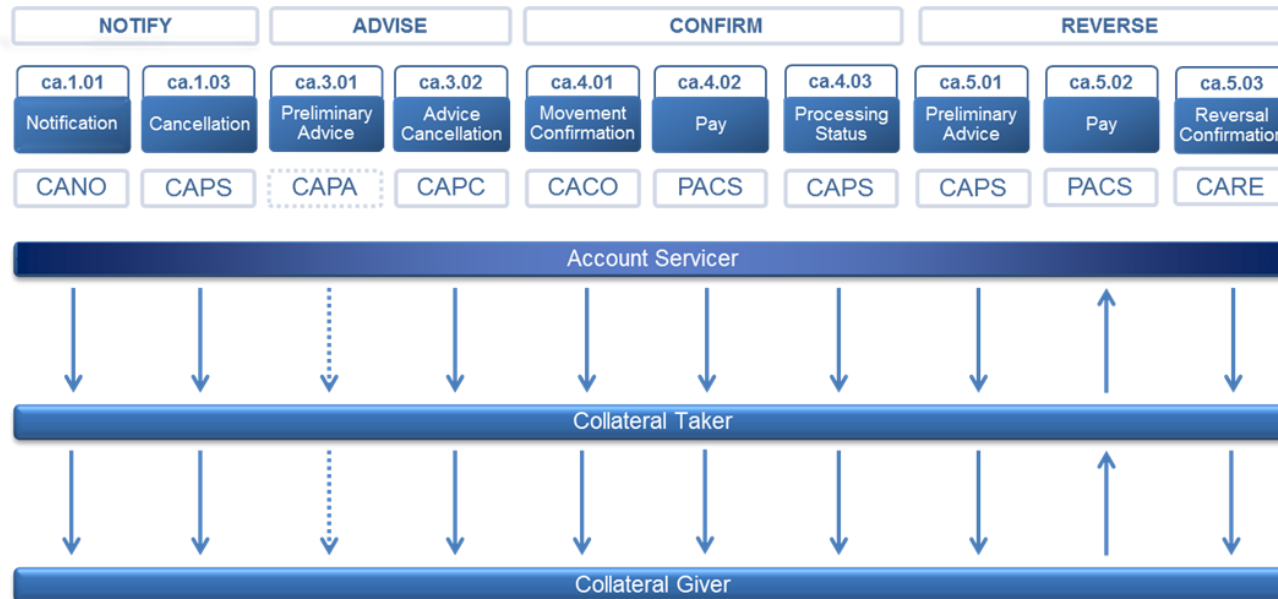 NOTIFY
ADVISE
CONFIRM
REVERSE
ca.1.01
ca.1.03
ca.3.01
ca.3.02
ca.4.01
ca.4.02
ca.4.03
ca.5.01
ca.5.02
ca.5.03
Notification
Cancellation
Preliminary
Advice
Advice
Cancellation
Movement
Confirmation
Pay
Processing
Status
Preliminary
Advice
Pay
Reversal
Confirmation
CANO
CAPS
CAPA
CAPC
CACO
PACS
CAPS
CAPS
PACS
CARE
Account Servicer
Collateral Taker
Collateral Giver